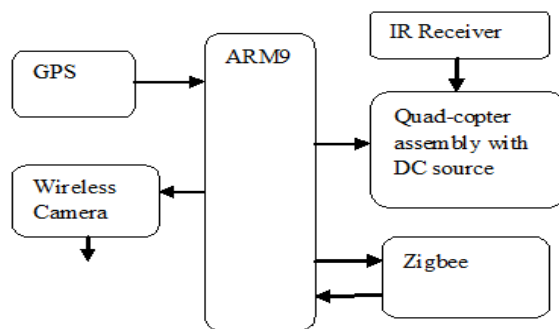 GPS
ARM9
IR Receiver
Quad-copter
assembly with
DC source
Wireless
Camera
Zigbee